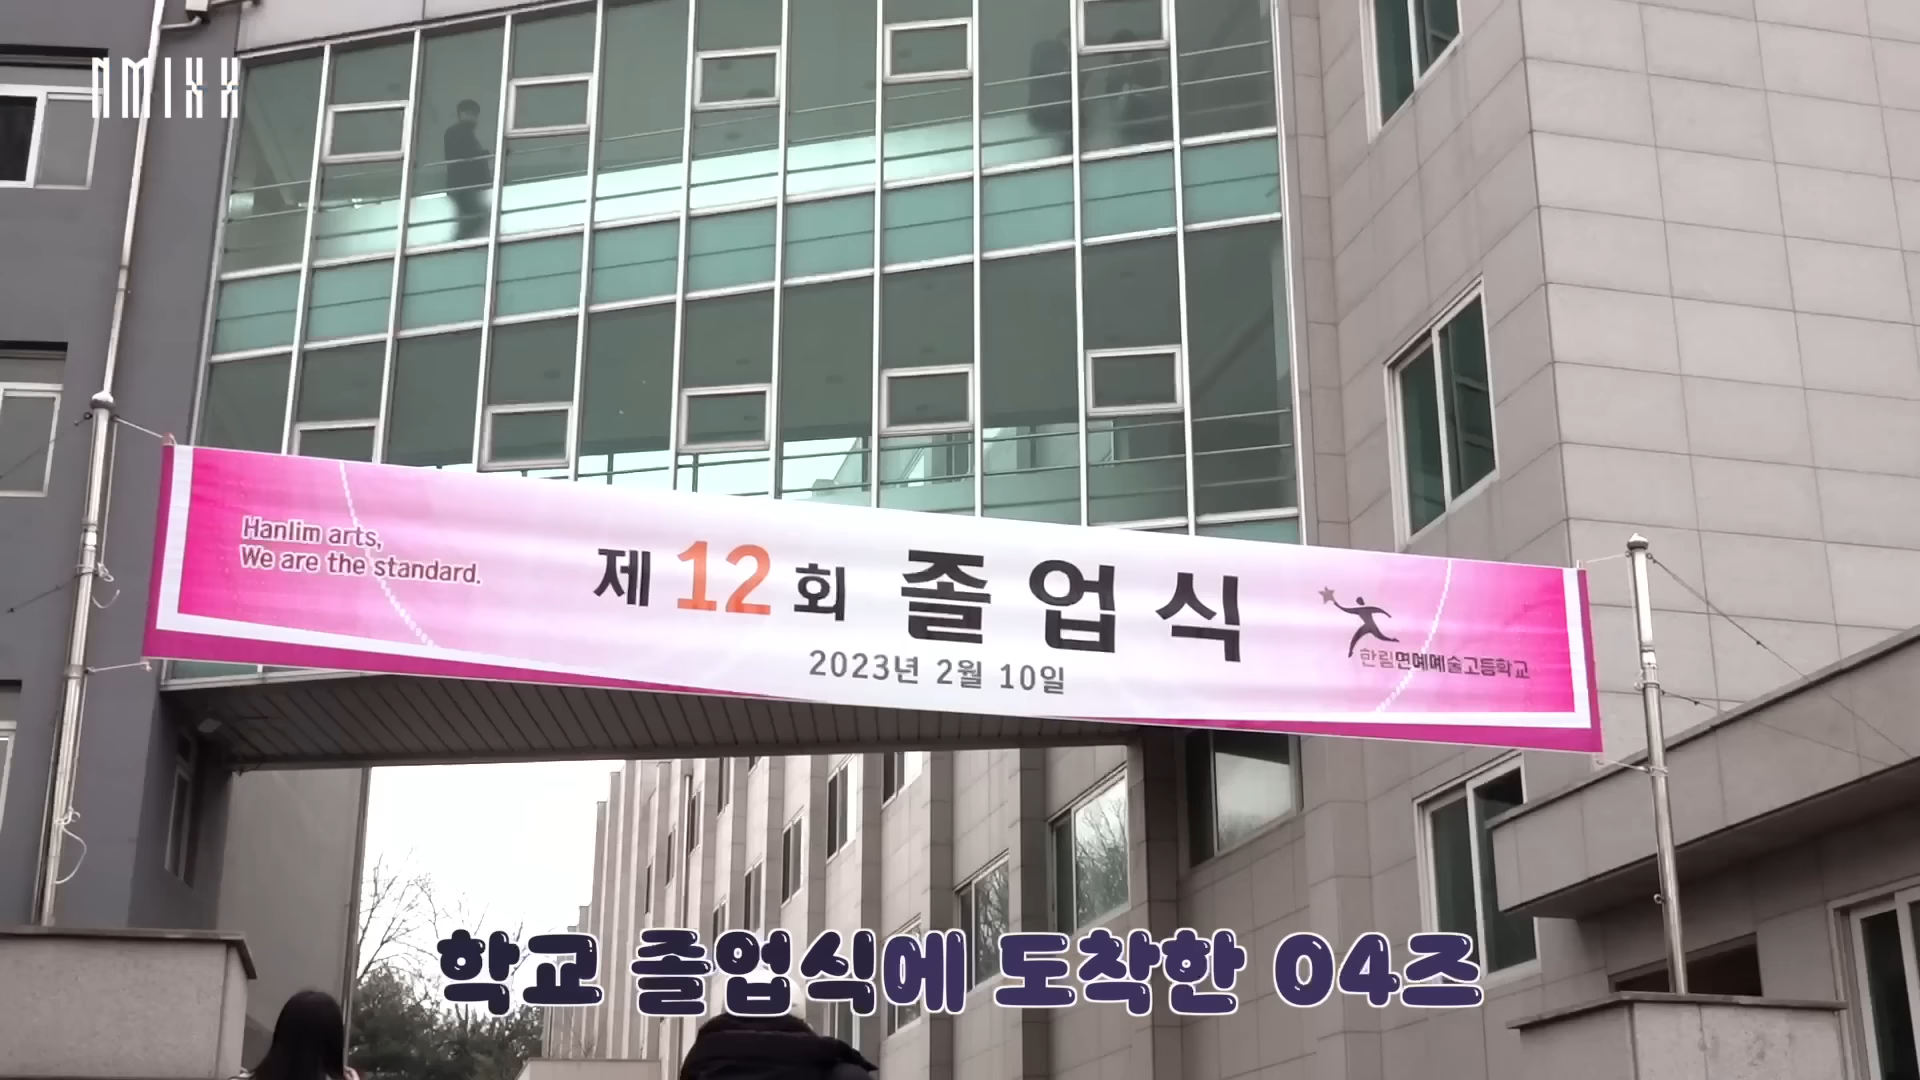 NMIXX
Hanlim arts,
We are the standard.
제 12 회 졸업식
2023년 2월 10일
한림연예예술고등학교
학교 졸업식에 도착한 04즈